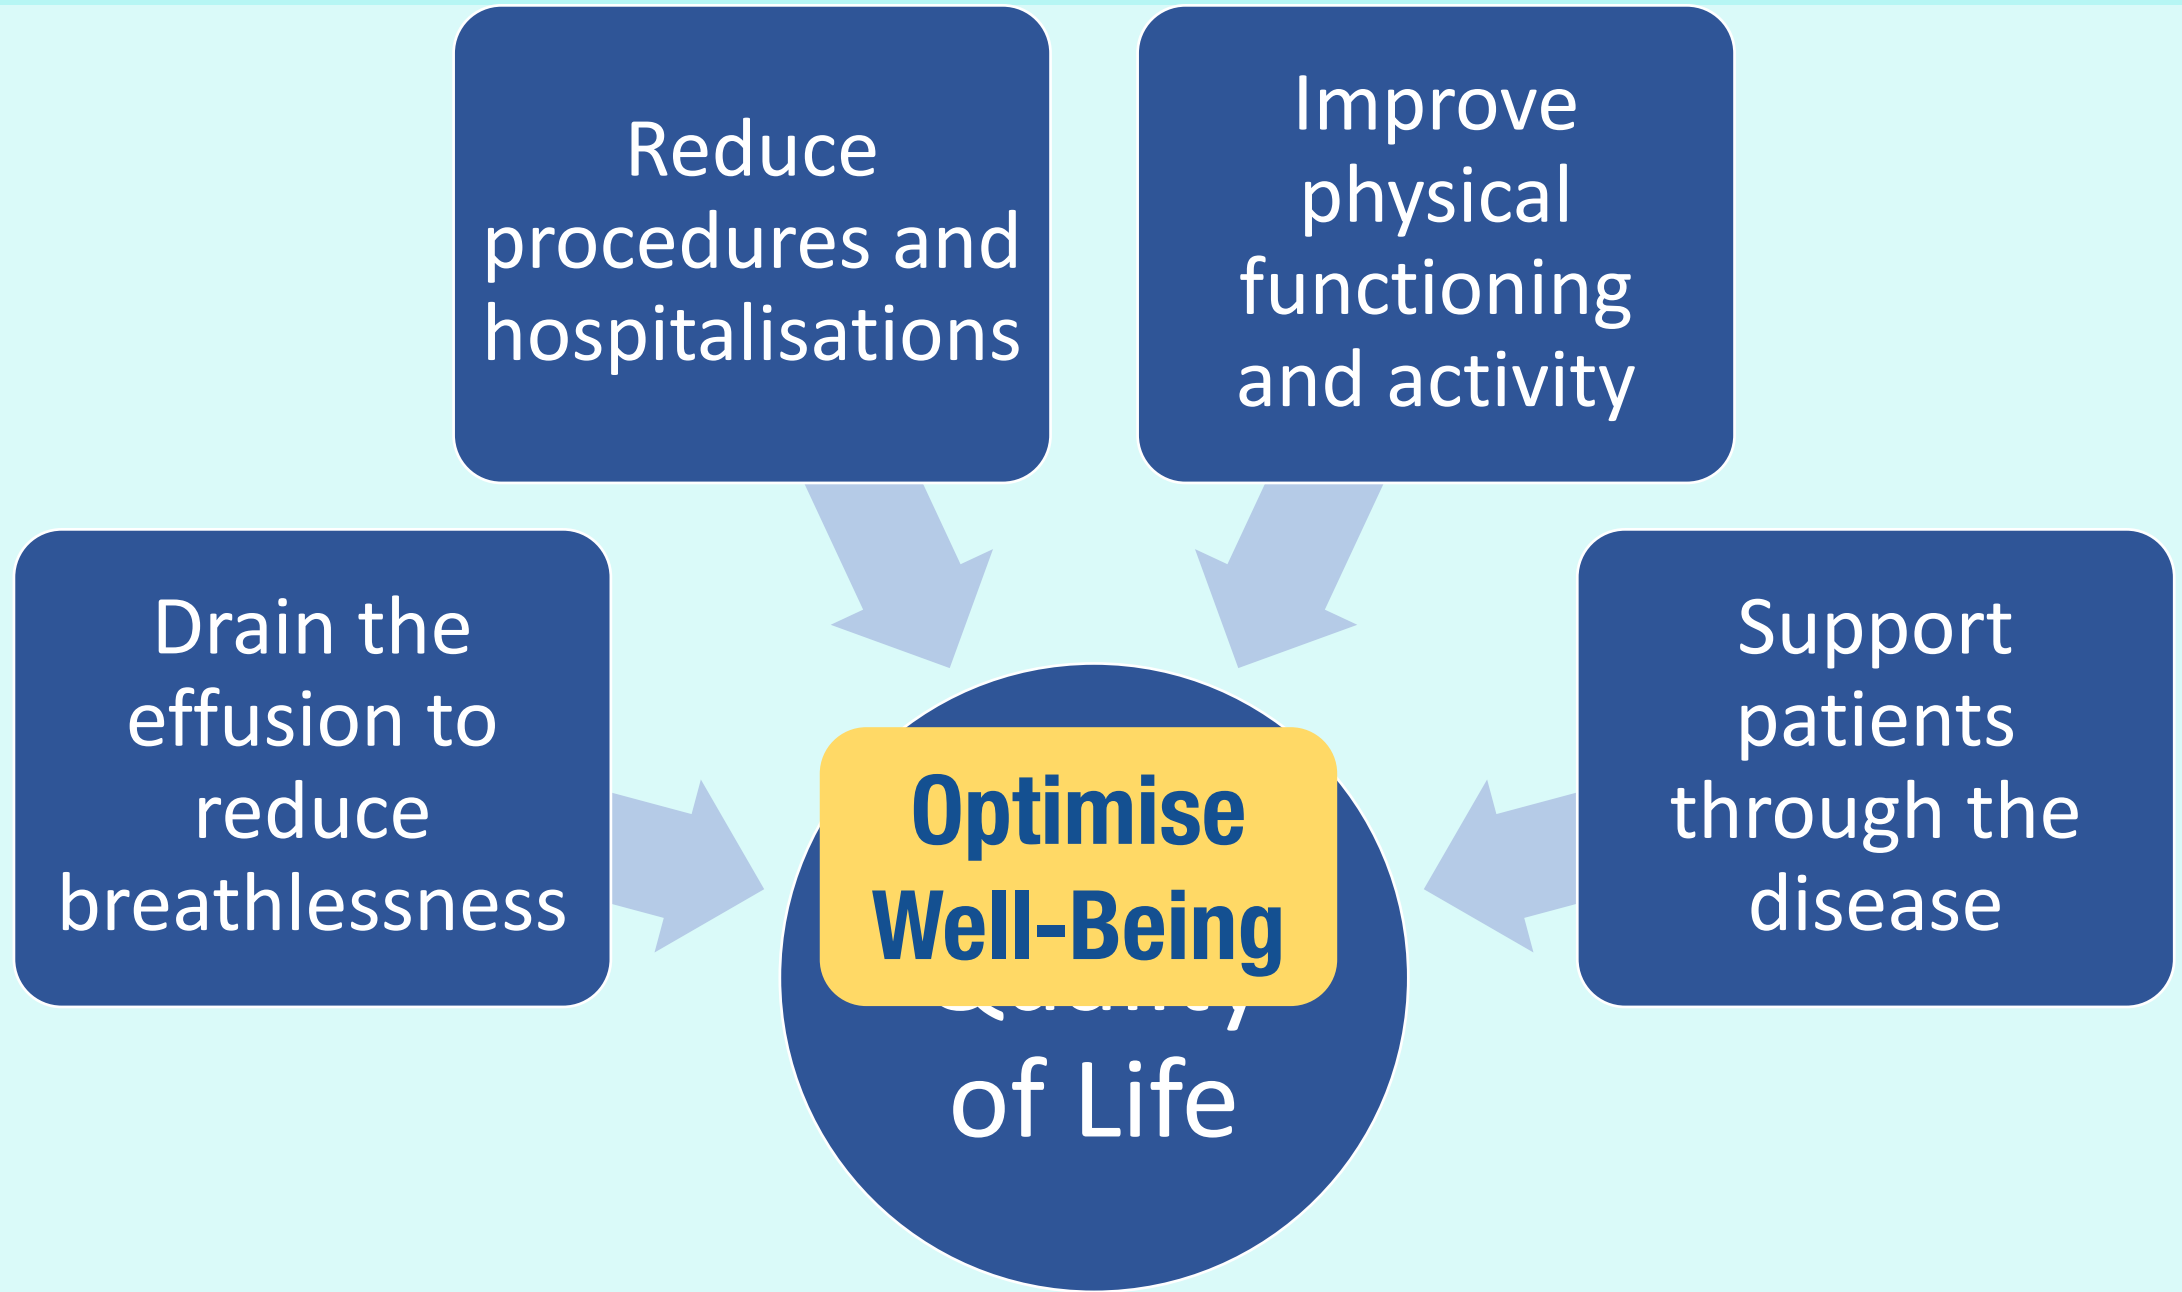 Reduce
procedures and
hospitalisations
Improve
physical
functioning
and activity
Drain the
effusion to
reduce
breathlessness
Support
patients
through the
disease
Optimise
Well-Being
of Life